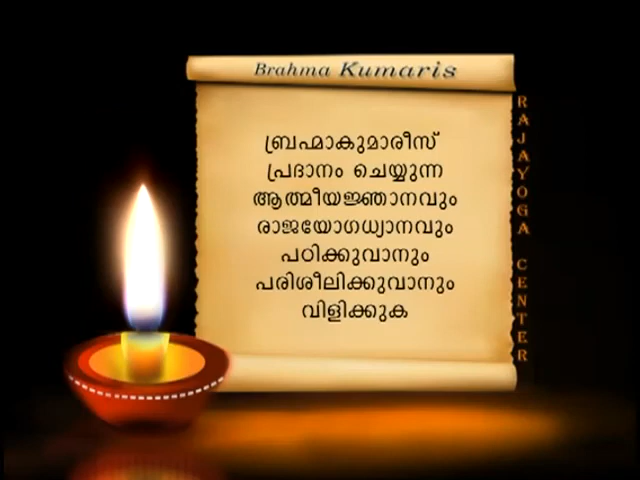 Brahma Kumaris
ബ്രഹ്മാകുമാരീസ്
പ്രദാനം ചെയ്യുന്ന
ആത്മീയജ്ഞാനവും
രാജയോഗധ്യാനവും
പഠിക്കുവാനും
പരിശീലിക്കുവാനും
വിളിക്കുക
RAJAYOGA CENTER